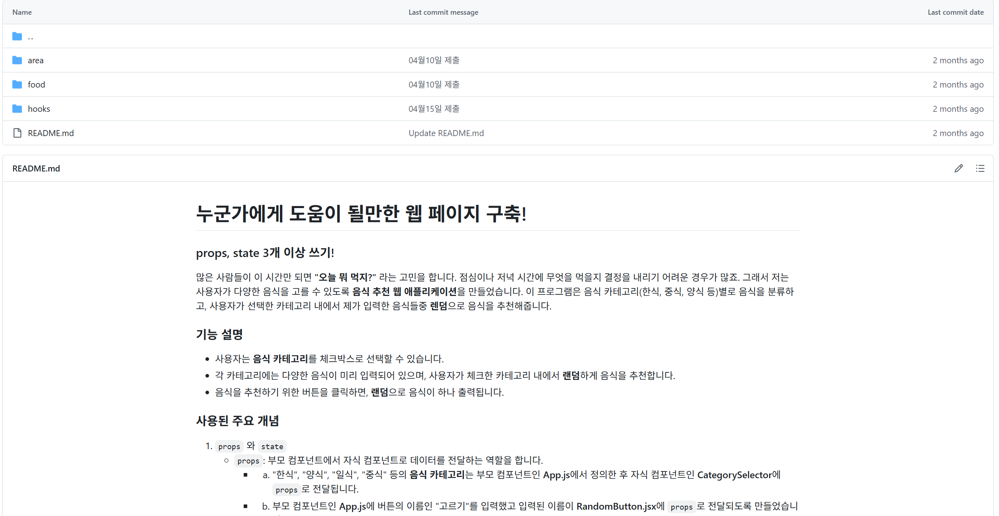 Name Last commit message Last commit date
..
area 04월10일 제출 2 months ago
food 04월10일 제출 2 months ago
hooks 04월15일 제출 2 months ago
README.md Update README.md 2 months ago
README.md
누군가에게 도움이 될만한 웹 페이지 구축!
props, state 3개 이상 쓰기!
많은 사람들이 이 시간만 되면 "오늘 뭐 먹지?" 라는 고민을 합니다. 점심이나 저녁 시간에 무엇을 먹을지 결정을 내리기 어려운 경우가 많죠. 그래서 저는
사용자가 다양한 음식을 고를 수 있도록 음식 추천 웹 애플리케이션을 만들었습니다. 이 프로그램은 음식 카테고리(한식, 중식, 양식 등)별로 음식을 분류하
고, 사용자가 선택한 카테고리 내에서 제가 입력한 음식들중 렌덤으로 음식을 추천해줍니다.
기능 설명
• 사용자는 음식 카테고리를 체크박스로 선택할 수 있습니다.
• 각 카테고리에는 다양한 음식이 미리 입력되어 있으며, 사용자가 체크한 카테고리 내에서 랜덤하게 음식을 추천합니다.
• 음식을 추천하기 위한 버튼을 클릭하면, 랜덤으로 음식이 하나 출력됩니다.
사용된 주요 개념
1. props 와 state
○ props : 부모 컴포넌트에서 자식 컴포넌트로 데이터를 전달하는 역할을 합니다.
■ a. "한식", "양식", "일식", "중식" 등의 음식 카테고리는 부모 컴포넌트인 App.js에서 정의한 후 자식 컴포넌트인 CategorySelector에
props 로 전달됩니다.
■ b. 부모 컴포넌트인 App.js에 버튼의 이름인 "고르기"를 입력했고 입력된 이름이 RandomButton.jsx에 props 로 전달되도록 만들었습니